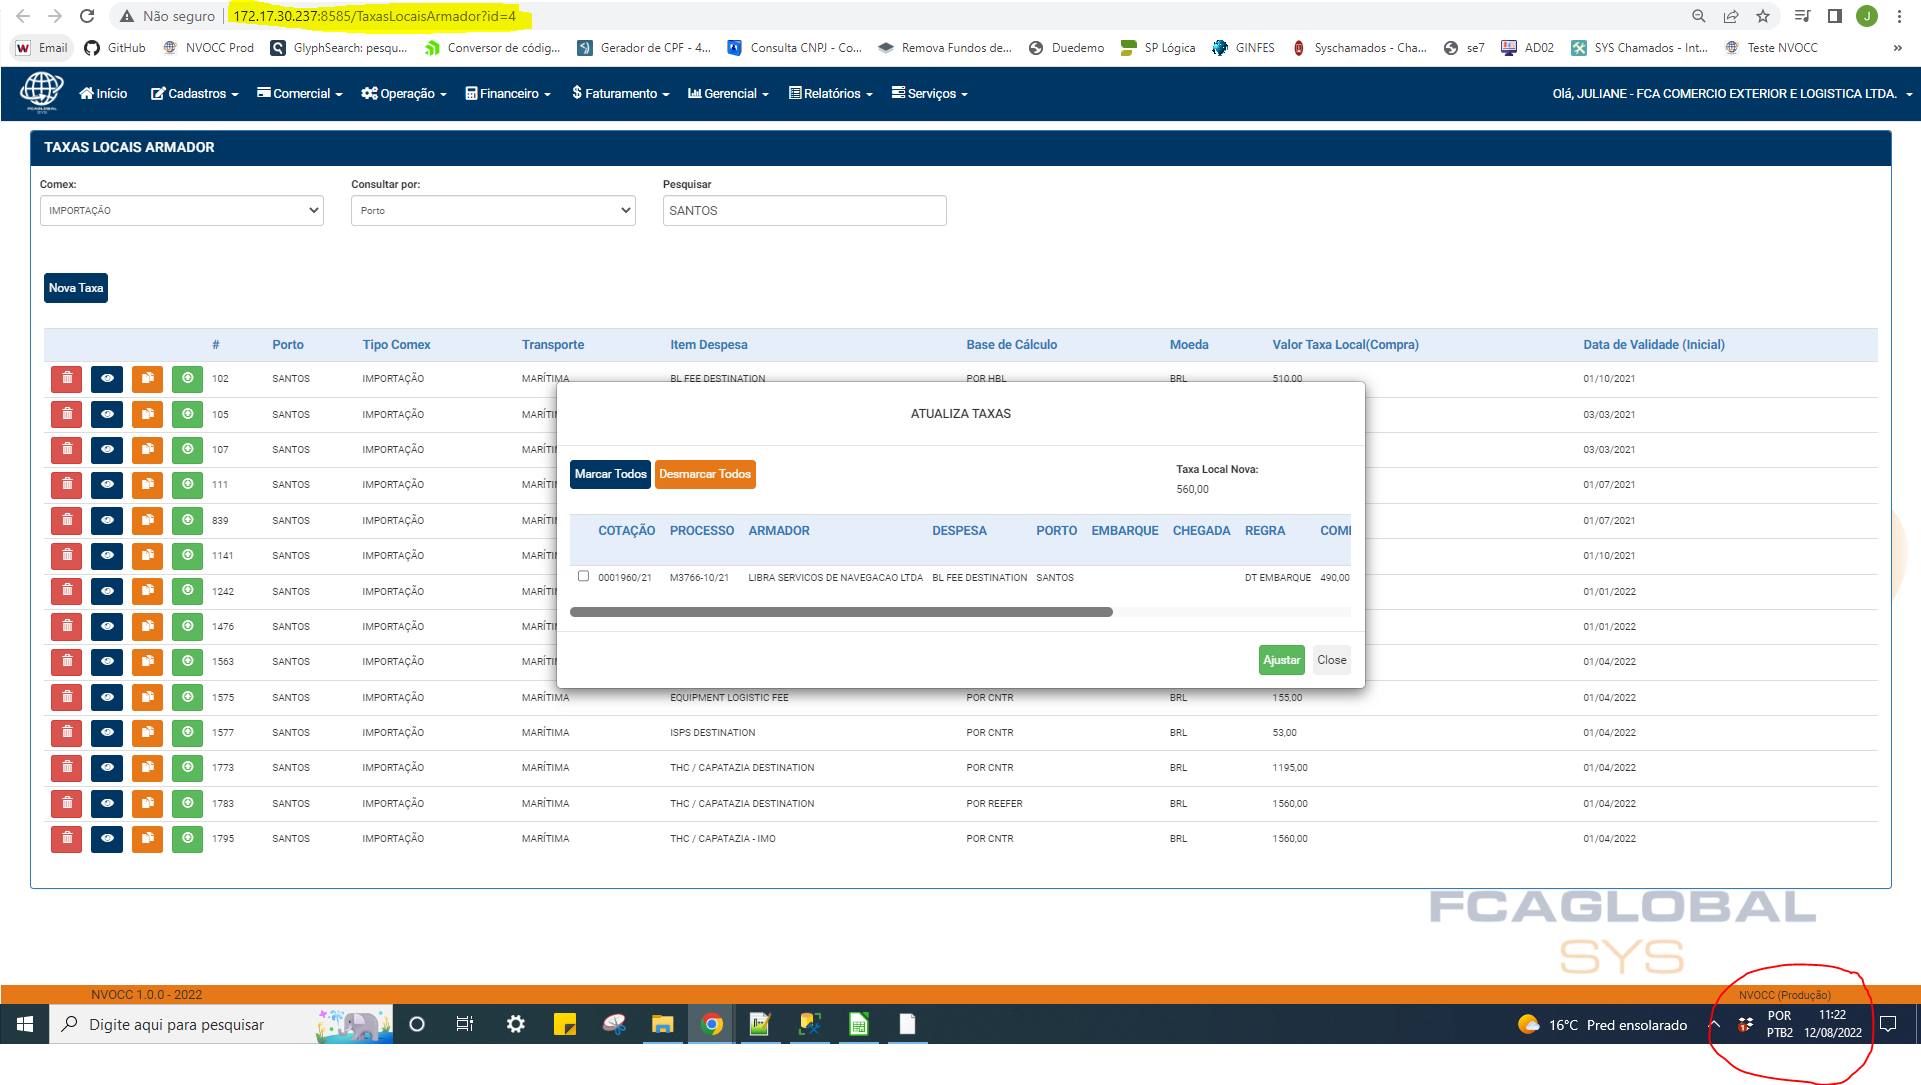 Não seguro 172.17.30.237:8585/TaxasLocaisArmador?id=4 J
Email GitHub NVOCC Prod GlyphSearch: pesqu... Conversor de códig... Gerador de CPF - 4... Consulta CNPJ - Co... Remova Fundos de... Duedemo SP Lógica GINFES Syschamados - Cha... se7 AD02 SYS Chamados - Int... Teste NVOCC »
FCAGLOBAL SYS Início Cadastros Comercial Operação Financeiro Faturamento Gerencial Relatórios Serviços Olá, JULIANE - FCA COMERCIO EXTERIOR E LOGISTICA LTDA.
TAXAS LOCAIS ARMADOR
Comex: Consultar por: Pesquisar
IMPORTAÇÃO Porto SANTOS
Nova Taxa
# Porto Tipo Comex Transporte Item Despesa Base de Cálculo Moeda Valor Taxa Local(Compra) Data de Validade (Inicial)
102 SANTOS IMPORTAÇÃO MARÍTIMA BL FEE DESTINATION POR HBL BRL 510,00 01/10/2021
105 SANTOS IMPORTAÇÃO 03/03/2021
107 SANTOS IMPORTAÇÃO 03/03/2021
111 SANTOS IMPORTAÇÃO 01/07/2021
839 SANTOS IMPORTAÇÃO 01/07/2021
1141 SANTOS IMPORTAÇÃO 01/10/2021
1242 SANTOS IMPORTAÇÃO 01/01/2022
1476 SANTOS IMPORTAÇÃO 01/01/2022
1563 SANTOS IMPORTAÇÃO 01/04/2022
1575 SANTOS IMPORTAÇÃO MARÍTIMA EQUIPMENT LOGISTIC FEE POR CNTR BRL 155,00 01/04/2022
1577 SANTOS IMPORTAÇÃO MARÍTIMA ISPS DESTINATION POR CNTR BRL 53,00 01/04/2022
1773 SANTOS IMPORTAÇÃO MARÍTIMA THC / CAPATAZIA DESTINATION POR CNTR BRL 1195,00 01/04/2022
1783 SANTOS IMPORTAÇÃO MARÍTIMA THC / CAPATAZIA DESTINATION POR REEFER BRL 1560,00 01/04/2022
1795 SANTOS IMPORTAÇÃO MARÍTIMA THC / CAPATAZIA - IMO POR CNTR BRL 1560,00 01/04/2022
ATUALIZA TAXAS
Marcar Todos Desmarcar Todos Taxa Local Nova:
560,00
COTAÇÃO PROCESSO ARMADOR DESPESA PORTO EMBARQUE CHEGADA REGRA
0001960/21 M3766-10/21 LIBRA SERVICOS DE NAVEGACAO LTDA BL FEE DESTINATION SANTOS DT EMBARQUE 490,00
Ajustar Close
FCAGLOBAL
SYS
NVOCC 1.0.0 - 2022 NVOCC (Produção)
Digite aqui para pesquisar 16°C Pred ensolarado POR 11:22
PTB2 12/08/2022